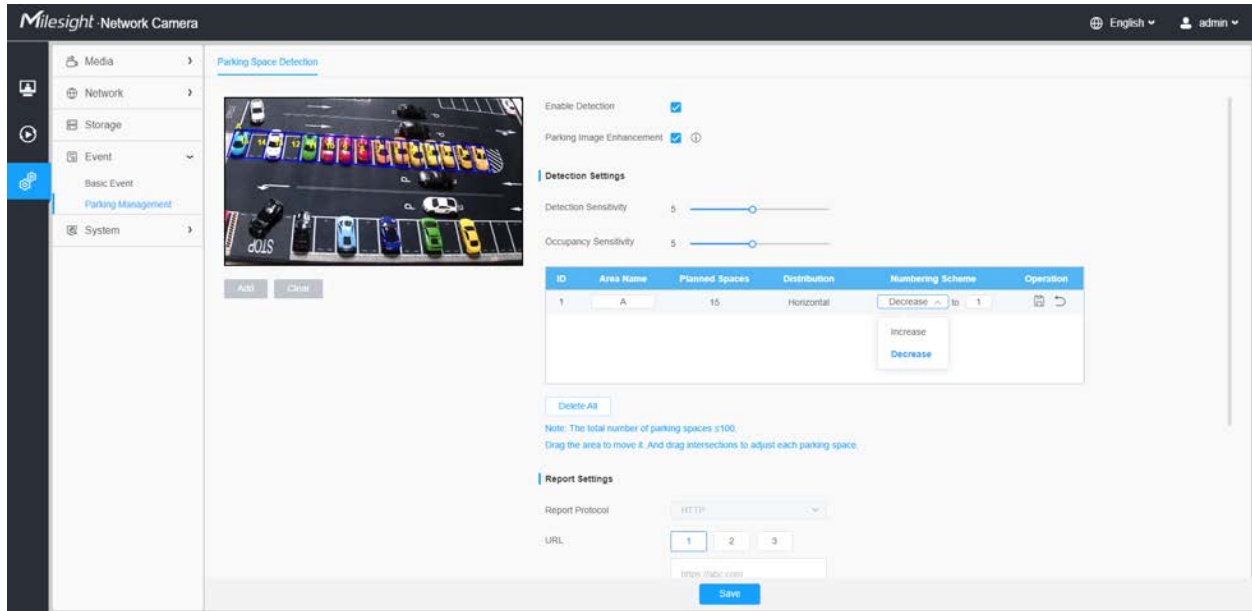 Milesight · Network Camera
English
admin
Media
Network
Storage
Event
Basic Event
Parking Management
System
Parking Space Detection
STOP
Add
Clear
Enable Detection
Parking Image Enhancement
Detection Settings
Detection Sensitivity 5
Occupancy Sensitivity 5
ID Area Name Planned Spaces Distribution Numbering Scheme Operation
1 A 15 Horizontal Decrease to 1
Increase
Decrease
Delete All
Note: The total number of parking spaces ≤100.
Drag the area to move it. And drag intersections to adjust each parking space.
Report Settings
Report Protocol HTTP
URL 1 2 3
https://abc.com
Save